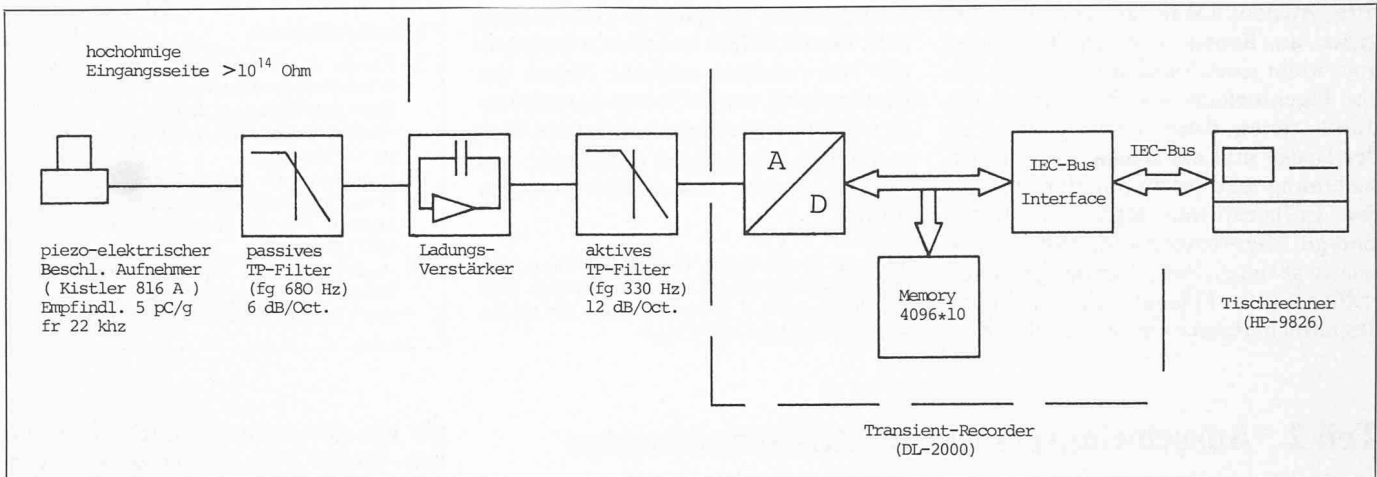 hochohmige
Eingangsseite >10¹⁴ Ohm
A
D
IEC-Bus
Interface
IEC-Bus
piezo-elektrischer
Beschl. Aufnehmer
( Kistler 816 A )
Empfindl. 5 pC/g
fr 22 khz
passives
TP-Filter
(fg 680 Hz)
6 dB/Oct.
Ladungs-
Verstärker
aktives
TP-Filter
(fg 330 Hz)
12 dB/Oct.
Memory
4096*10
Tischrechner
(HP-9826)
Transient-Recorder
(DL-2000)